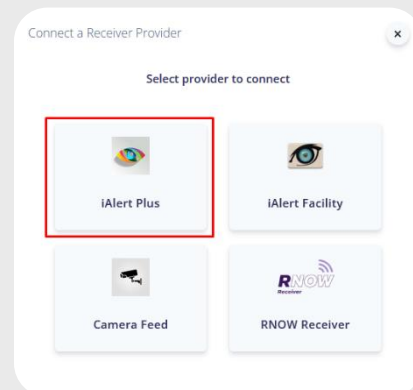 Connect a Receiver Provider
x
Select provider to connect
iAlert Plus
iAlert Facility
RNOW
Receiver
Camera Feed
RNOW Receiver